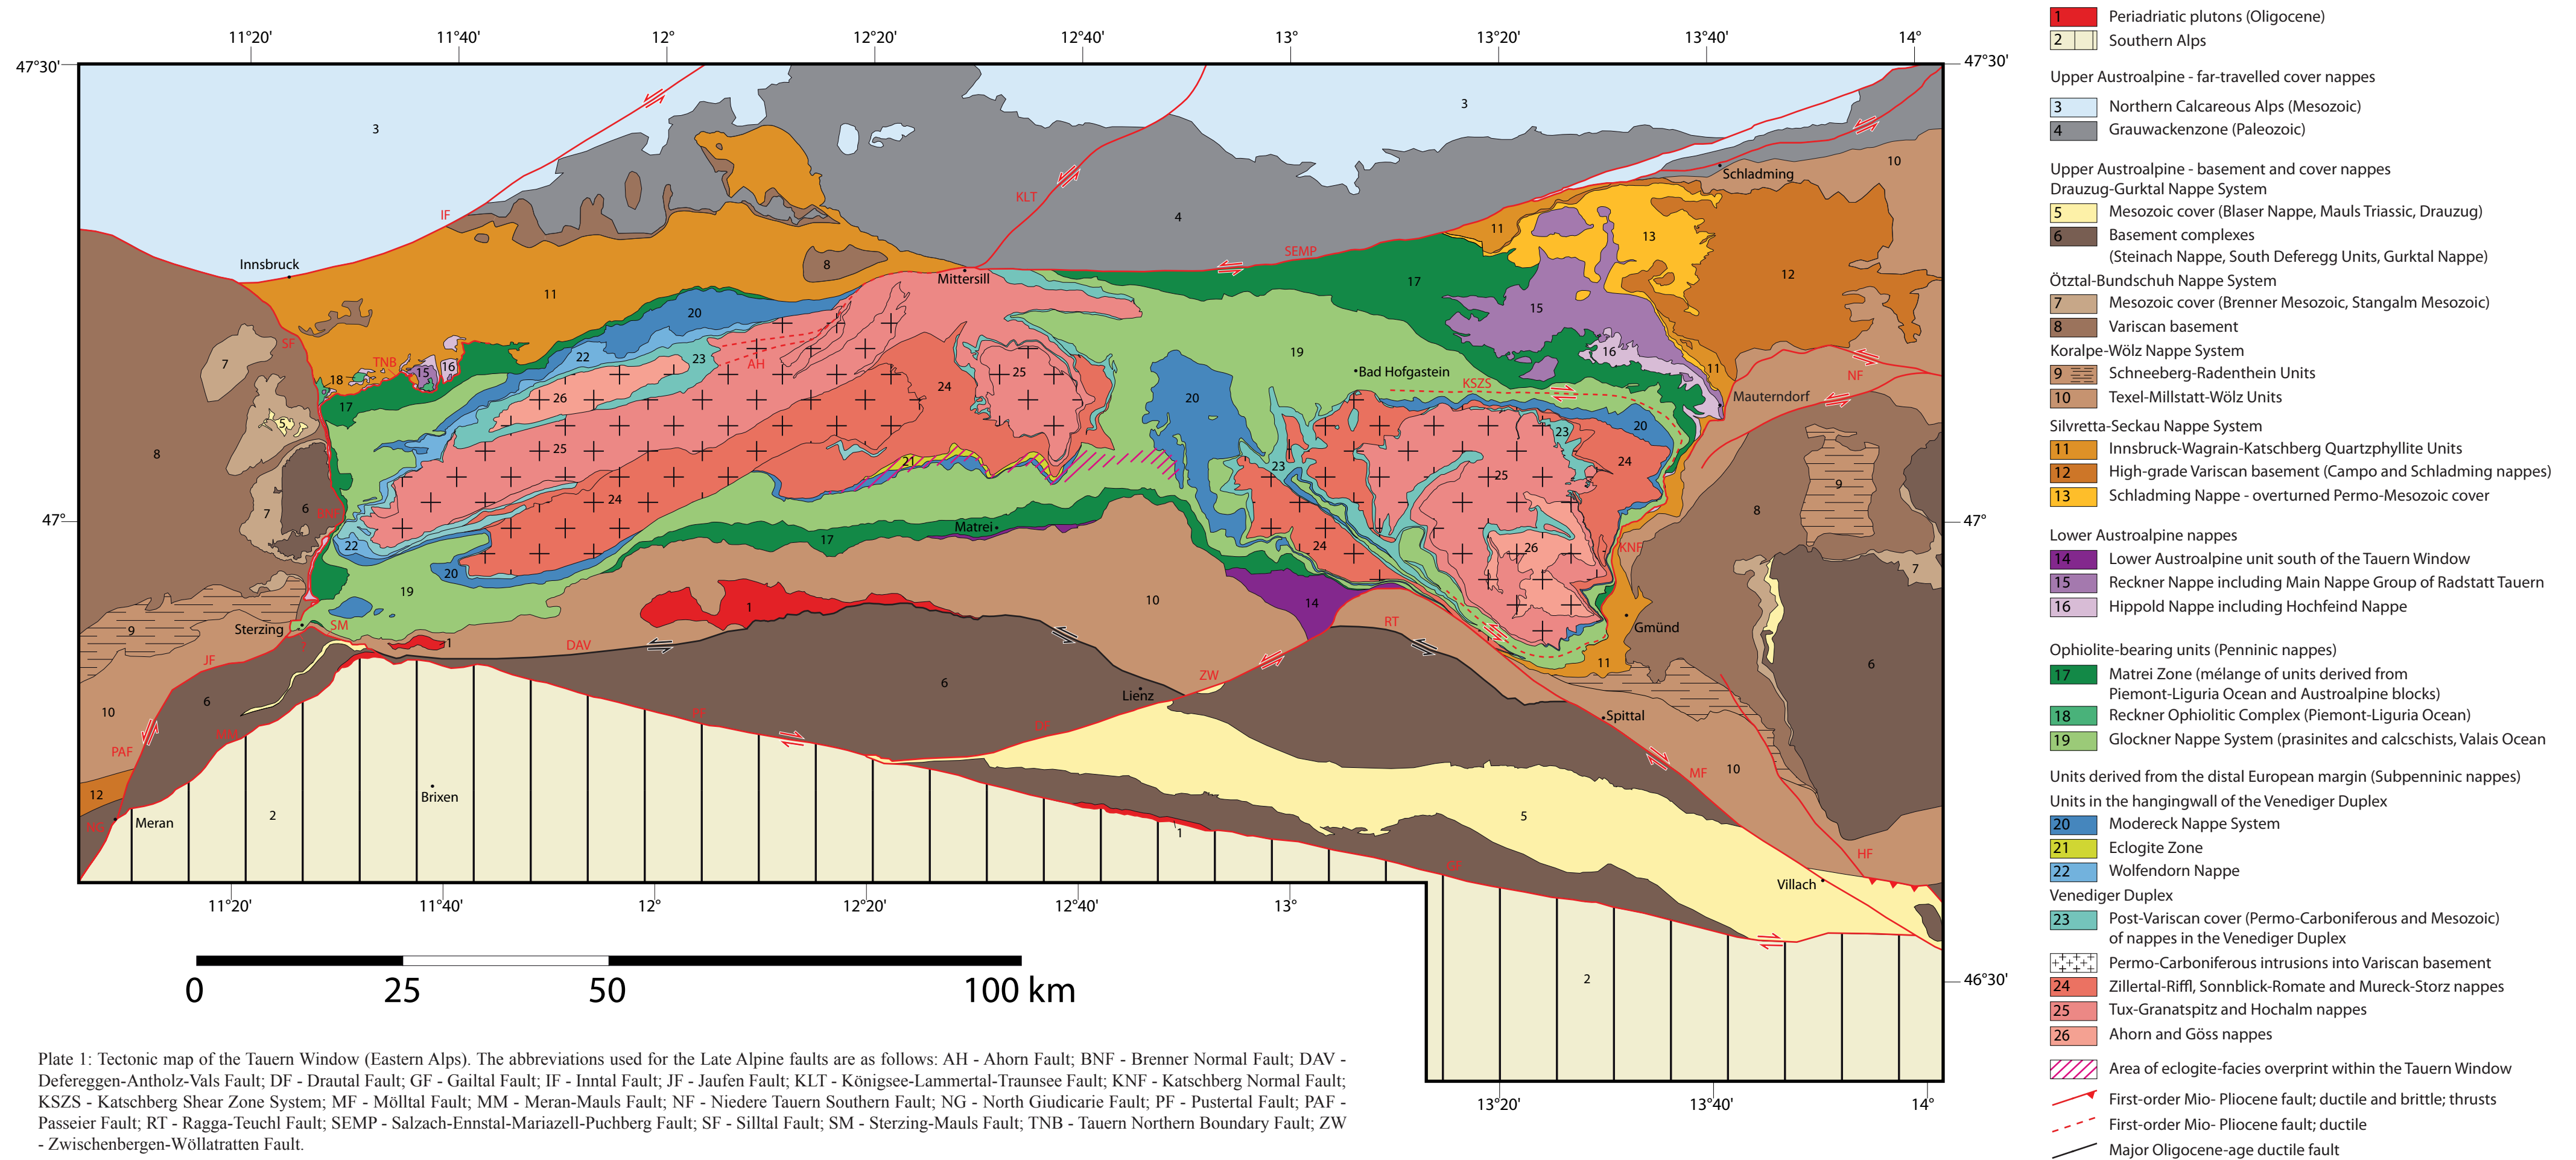 11°20'
11°40'
12°
12°20'
12°40'
13°
13°20'
13°40'
14°
47°30'
47°30'
3
3
Schladming
10
KLT
IF
4
SEMP
11
13
Innsbruck
8
Mittersill
12
11
17
15
20
SF
7
TNB
22
23
AH
19
16
NF
15
16
18
24
25
Bad Hofgastein
KSZS
11
Mauterndorf
26
20
17
5
20
23
8
25
21
24
23
25
9
7
6
BNF
24
8
47°
47°
Matrei
17
22
24
26
KNF
20
7
19
1
10
14
9
Sterzing
SM
RT
Gmünd
1
DAV
JF
11
6
ZW
6
6
Lienz
10
Spittal
PF
DF
MM
PAF
MF
10
12
Brixen
NG
Meran
2
1
5
GF
HF
Villach
11°20'
11°40'
12°
12°20'
12°40'
13°
2
46°30'
13°20'
13°40'
14°
0
25
50
100 km
Plate 1: Tectonic map of the Tauern Window (Eastern Alps). The abbreviations used for the Late Alpine faults are as follows: AH - Ahorn Fault; BNF - Brenner Normal Fault; DAV -
Defereggen-Antholz-Vals Fault; DF - Drautal Fault; GF - Gailtal Fault; IF - Inntal Fault; JF - Jaufen Fault; KLT - Königsee-Lammertal-Traunsee Fault; KNF - Katschberg Normal Fault;
KSZS - Katschberg Shear Zone System; MF - Mölltal Fault; MM - Meran-Mauls Fault; NF - Niedere Tauern Southern Fault; NG - North Giudicarie Fault; PF - Pustertal Fault; PAF -
Passeier Fault; RT - Ragga-Teuchl Fault; SEMP - Salzach-Ennstal-Mariazell-Puchberg Fault; SF - Silltal Fault; SM - Sterzing-Mauls Fault; TNB - Tauern Northern Boundary Fault; ZW
- Zwischenbergen-Wöllatratten Fault.
1 Periadriatic plutons (Oligocene)
2 Southern Alps
Upper Austroalpine - far-travelled cover nappes
3 Northern Calcareous Alps (Mesozoic)
4 Grauwackenzone (Paleozoic)
Upper Austroalpine - basement and cover nappes
Drauzug-Gurktal Nappe System
5 Mesozoic cover (Blaser Nappe, Mauls Triassic, Drauzug)
6 Basement complexes
(Steinach Nappe, South Deferegg Units, Gurktal Nappe)
Ötztal-Bundschuh Nappe System
7 Mesozoic cover (Brenner Mesozoic, Stangalm Mesozoic)
8 Variscan basement
Koralpe-Wölz Nappe System
9 Schneeberg-Radenthein Units
10 Texel-Millstatt-Wölz Units
Silvretta-Seckau Nappe System
11 Innsbruck-Wagrain-Katschberg Quartzphyllite Units
12 High-grade Variscan basement (Campo and Schladming nappes)
13 Schladming Nappe - overturned Permo-Mesozoic cover
Lower Austroalpine nappes
14 Lower Austroalpine unit south of the Tauern Window
15 Reckner Nappe including Main Nappe Group of Radstatt Tauern
16 Hippold Nappe including Hochfeind Nappe
Ophiolite-bearing units (Penninic nappes)
17 Matrei Zone (mélange of units derived from
Piemont-Liguria Ocean and Austroalpine blocks)
18 Reckner Ophiolitic Complex (Piemont-Liguria Ocean)
19 Glockner Nappe System (prasinites and calcschists, Valais Ocean
Units derived from the distal European margin (Subpenninic nappes)
Units in the hangingwall of the Venediger Duplex
20 Modereck Nappe System
21 Eclogite Zone
22 Wolfendorn Nappe
Venediger Duplex
23 Post-Variscan cover (Permo-Carboniferous and Mesozoic)
of nappes in the Venediger Duplex
Permo-Carboniferous intrusions into Variscan basement
24 Zillertal-Riffl, Sonnblick-Romate and Mureck-Storz nappes
25 Tux-Granatspitz and Hochalm nappes
26 Ahorn and Göss nappes
Area of eclogite-facies overprint within the Tauern Window
First-order Mio- Pliocene fault; ductile and brittle; thrusts
First-order Mio- Pliocene fault; ductile
Major Oligocene-age ductile fault